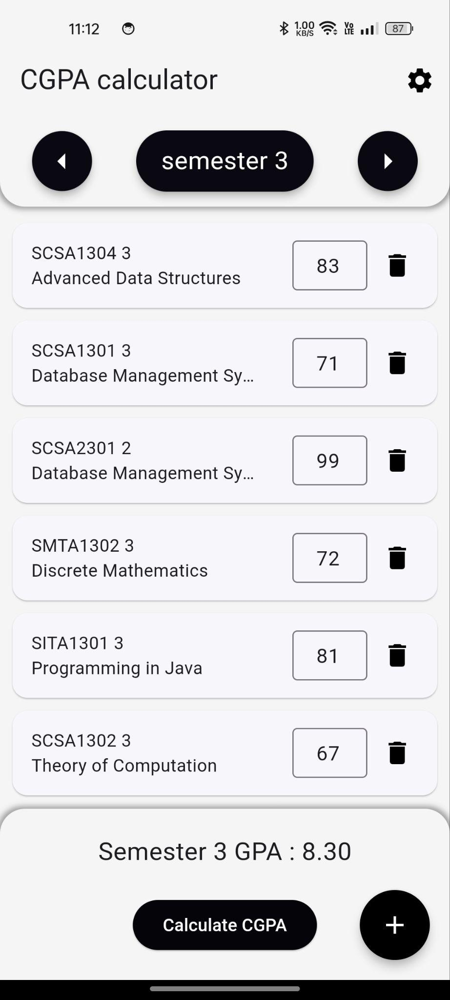 11:12
1.00 KB/S
Vo LTE
87
CGPA calculator
semester 3
SCSA1304 3
Advanced Data Structures
83
SCSA1301 3
Database Management Sy...
71
SCSA2301 2
Database Management Sy...
99
SMTA1302 3
Discrete Mathematics
72
SITA1301 3
Programming in Java
81
SCSA1302 3
Theory of Computation
67
Semester 3 GPA : 8.30
Calculate CGPA